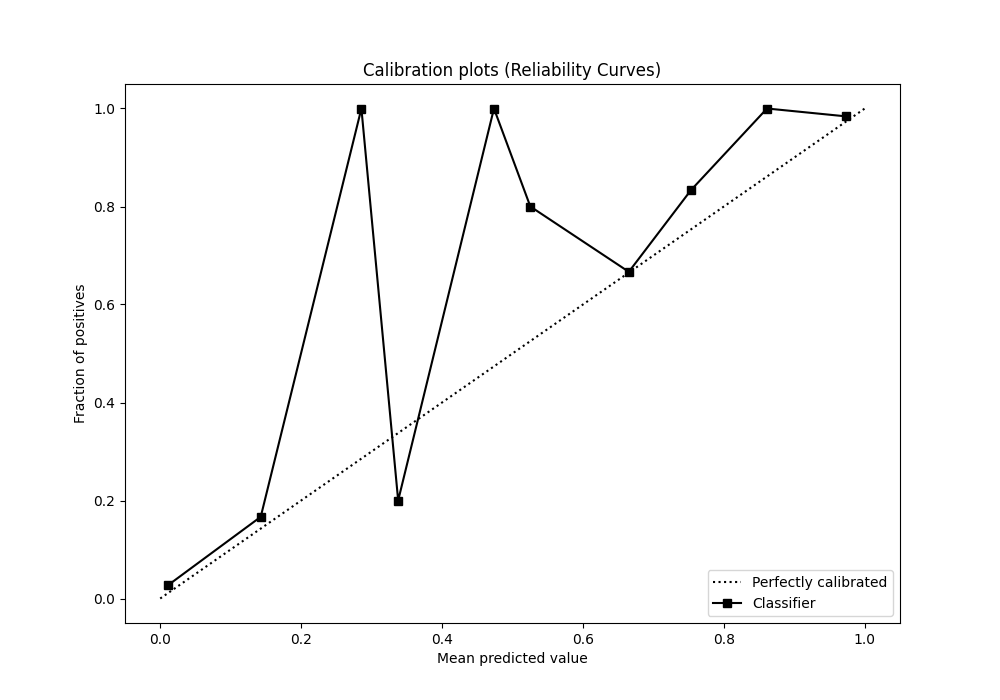 Calibration plots (Reliability Curves)
1.0
0.8
0.6
0.4
0.2
0.0
Fraction of positives
0.0 0.2 0.4 0.6 0.8 1.0
Mean predicted value
Perfectly calibrated
Classifier